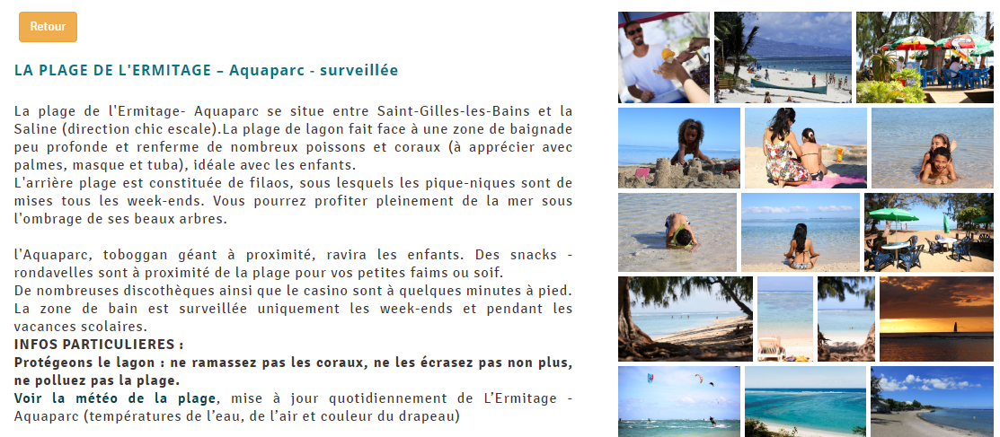 Retour
LA PLAGE DE L'ERMITAGE – Aquaparc - surveillée
La plage de l'Ermitage- Aquaparc se situe entre Saint-Gilles-les-Bains et la
Saline (direction chic escale).La plage de lagon fait face à une zone de baignade
peu profonde et renferme de nombreux poissons et coraux (à apprécier avec
palmes, masque et tuba), idéale avec les enfants.
L'arrière plage est constituée de filaos, sous lesquels les pique-niques sont de
mises tous les week-ends. Vous pourrez profiter pleinement de la mer sous
l'ombrage de ses beaux arbres.
l'Aquaparc, toboggan géant à proximité, ravira les enfants. Des snacks -
rondavelles sont à proximité de la plage pour vos petites faims ou soif.
De nombreuses discothèques ainsi que le casino sont à quelques minutes à pied.
La zone de bain est surveillée uniquement les week-ends et pendant les
vacances scolaires.
INFOS PARTICULIERES :
Protégeons le lagon : ne ramassez pas les coraux, ne les écrasez pas non plus,
ne polluez pas la plage.
Voir la météo de la plage, mise à jour quotidiennement de L’Ermitage -
Aquaparc (températures de l’eau, de l’air et couleur du drapeau)